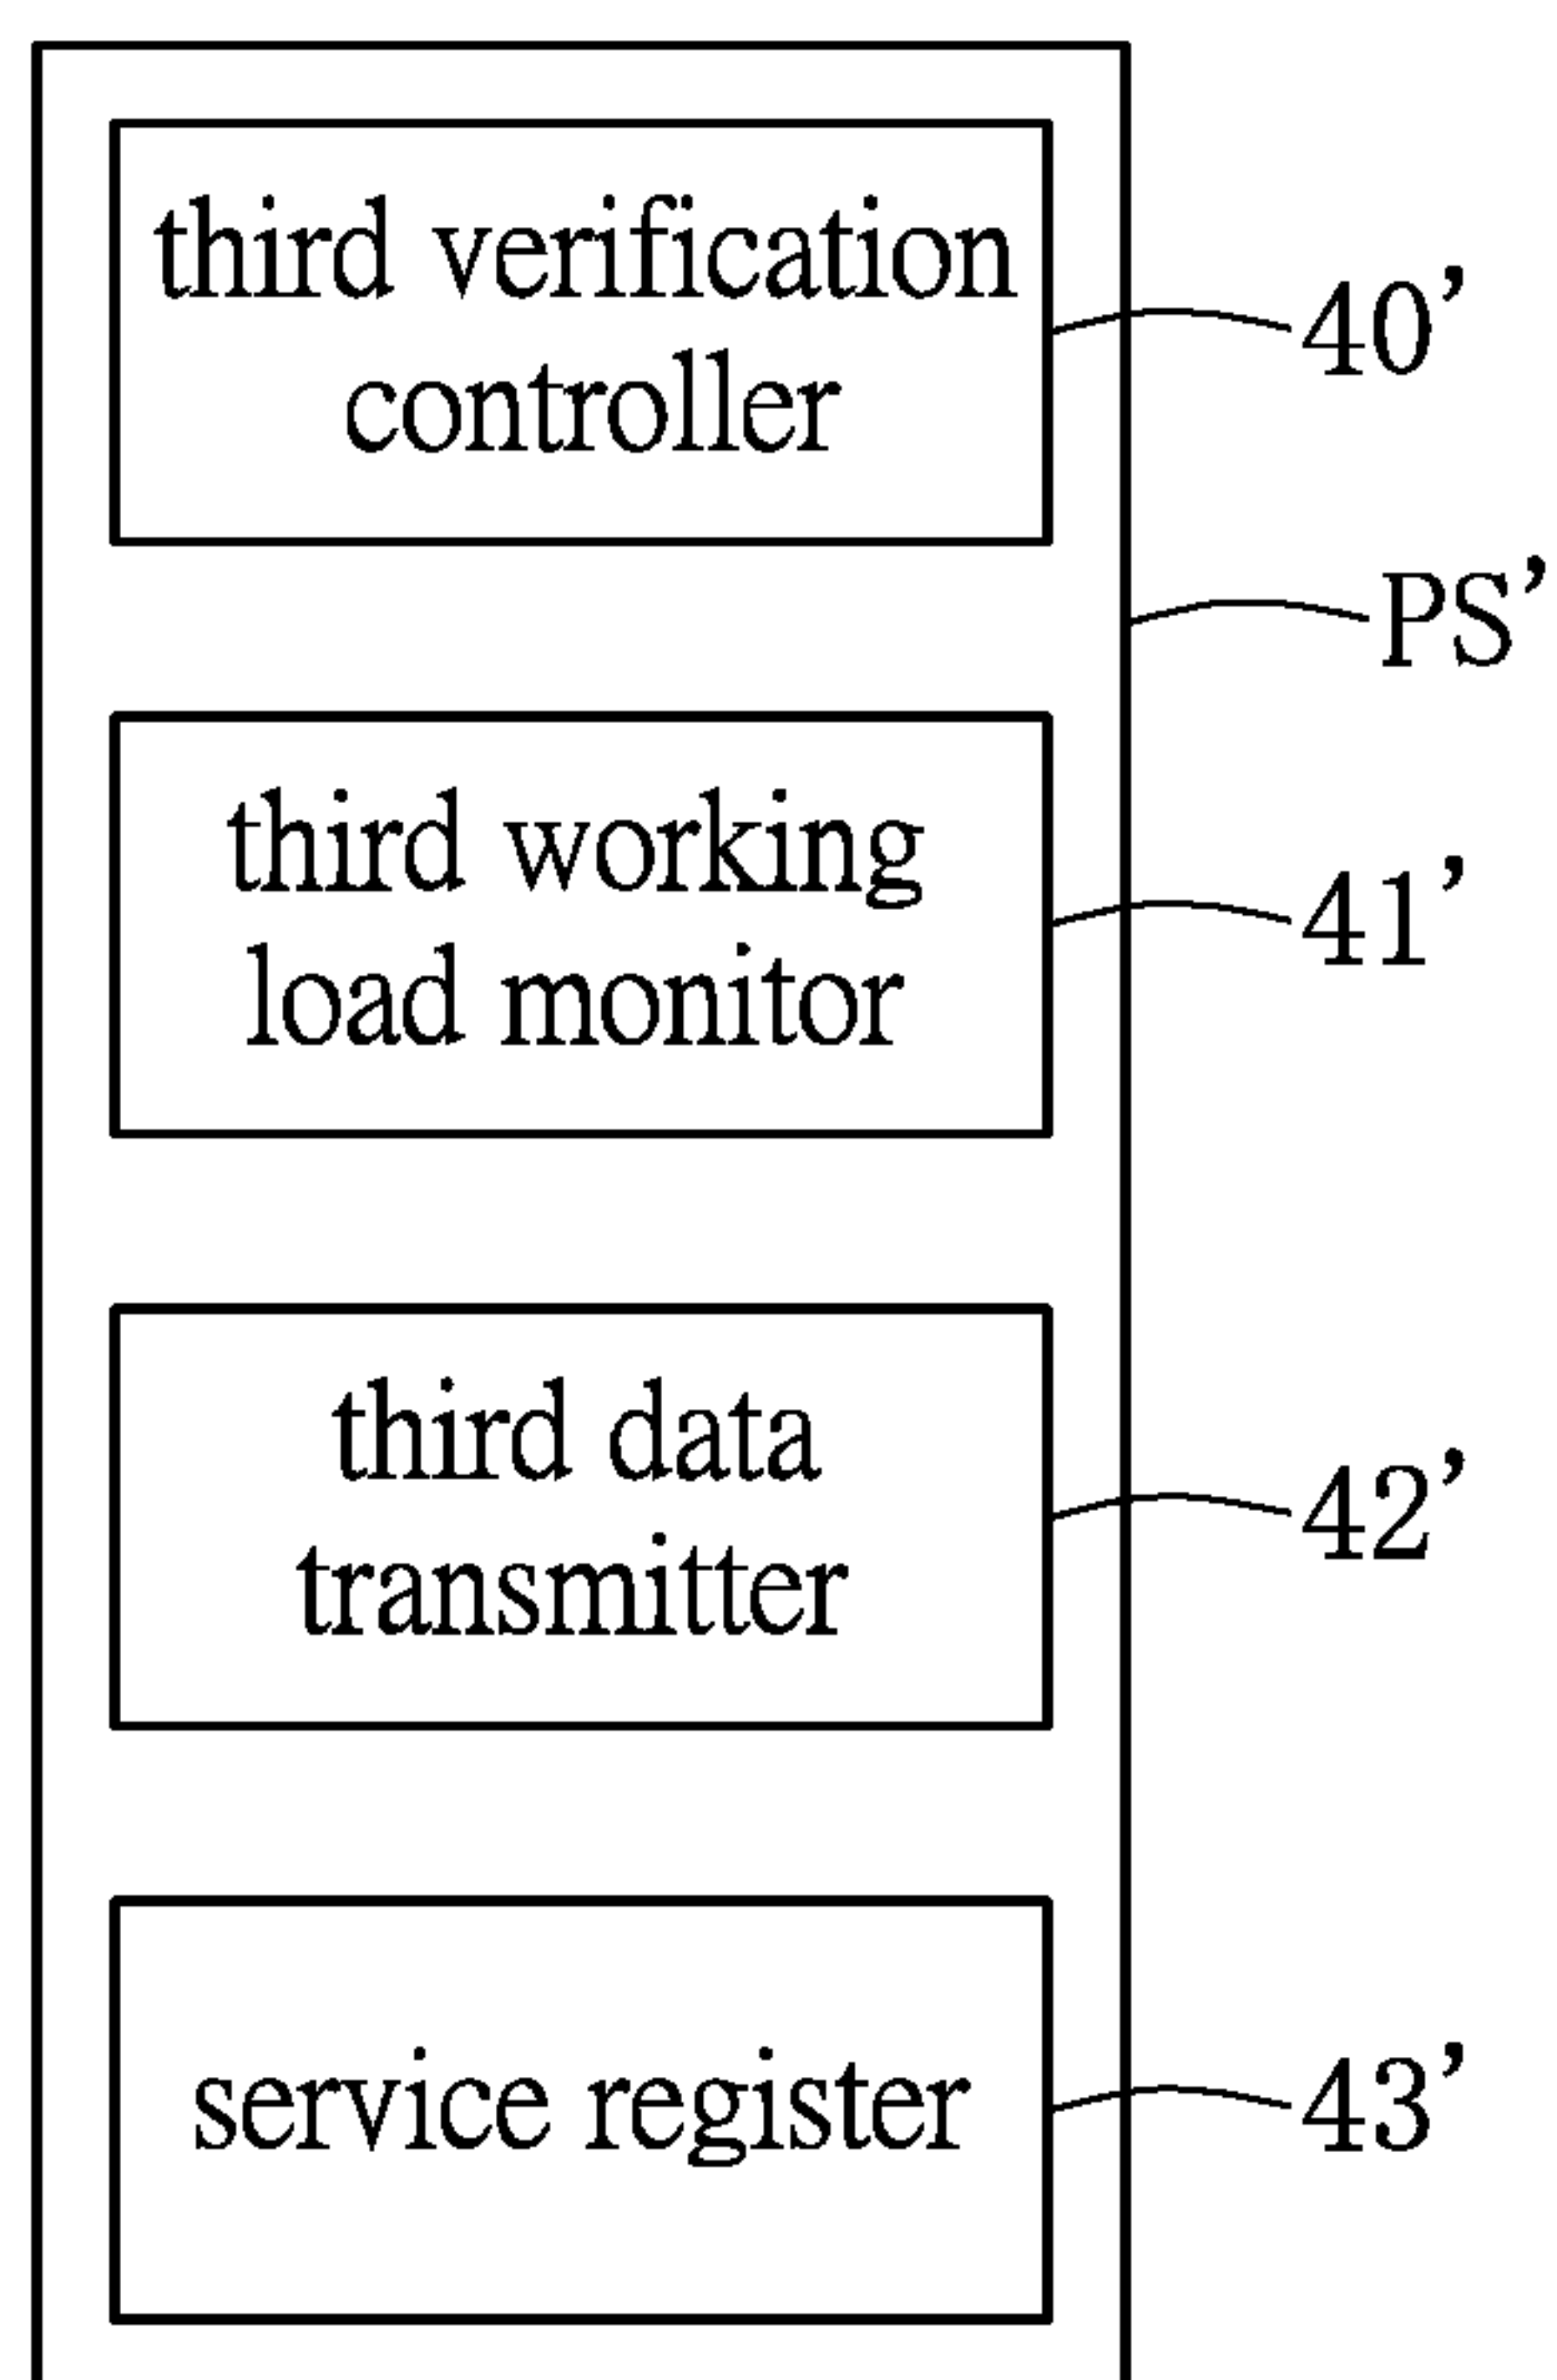 third verification
controller
40’
PS’
third working
load monitor
41’
third data
transmitter
42’
service register
43’